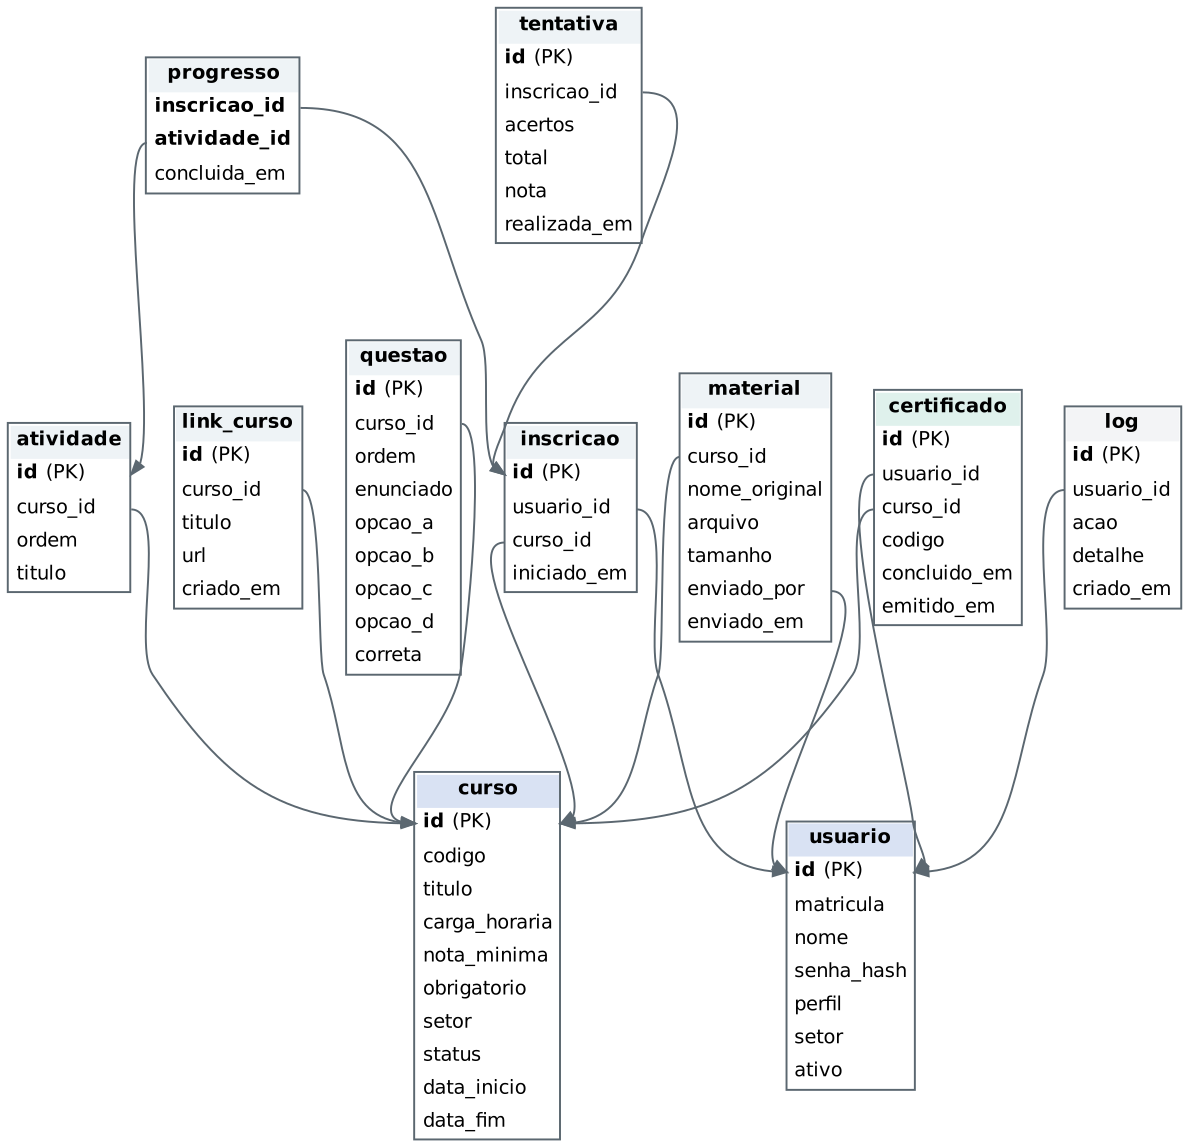 tentativa
id (PK)
inscricao_id
acertos
total
nota
realizada_em
progresso
inscricao_id
atividade_id
concluida_em
questao
id (PK)
curso_id
ordem
enunciado
opcao_a
opcao_b
opcao_c
opcao_d
correta
material
id (PK)
curso_id
nome_original
arquivo
tamanho
enviado_por
enviado_em
certificado
id (PK)
usuario_id
curso_id
codigo
concluido_em
emitido_em
link_curso
id (PK)
curso_id
titulo
url
criado_em
log
id (PK)
usuario_id
acao
detalhe
criado_em
atividade
id (PK)
curso_id
ordem
titulo
inscricao
id (PK)
usuario_id
curso_id
iniciado_em
curso
id (PK)
codigo
titulo
carga_horaria
nota_minima
obrigatorio
setor
status
data_inicio
data_fim
usuario
id (PK)
matricula
nome
senha_hash
perfil
setor
ativo